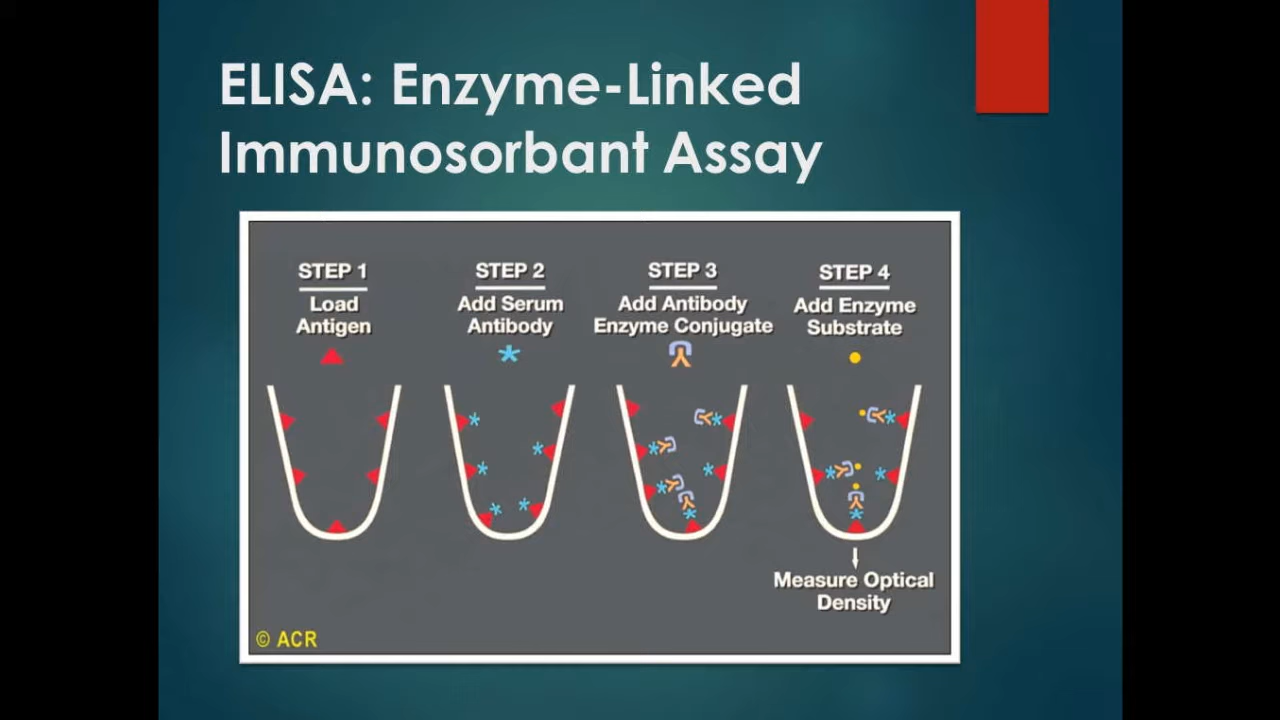 ELISA: Enzyme-Linked
Immunosorbant Assay
STEP 1
Load
Antigen
STEP 2
Add Serum
Antibody
STEP 3
Add Antibody
Enzyme Conjugate
STEP 4
Add Enzyme
Substrate
Measure Optical
Density
© ACR